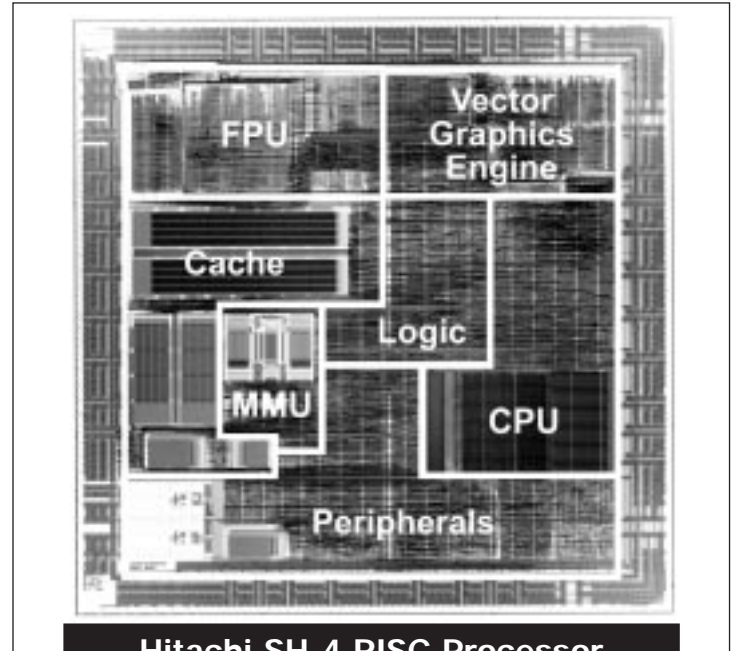 FPU
Vector
Graphics
Engine
Cache
Logic
MMU
CPU
Peripherals
Hitachi SH-4 RISC Processor